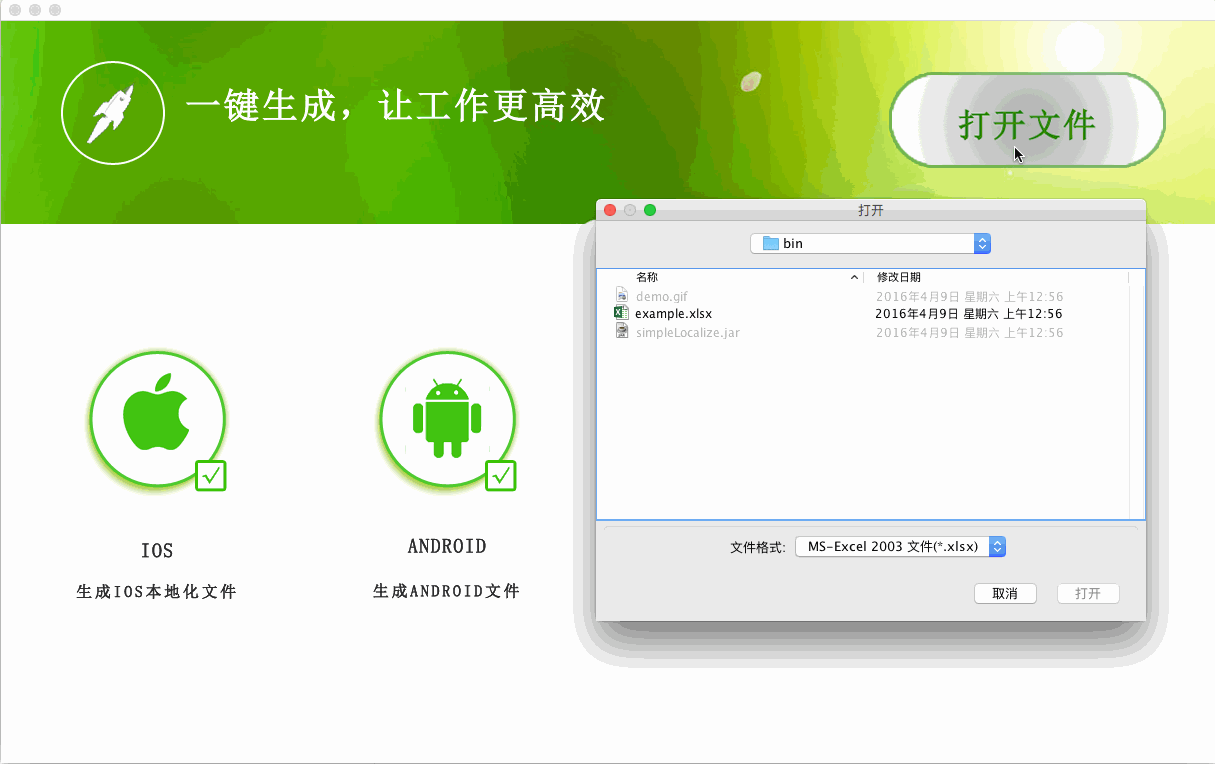 一键生成，让工作更高效
打开文件
打开
bin
名称 修改日期
demo.gif 2016年4月9日 星期六 上午12:56
example.xlsx 2016年4月9日 星期六 上午12:56
simpleLocalize.jar 2016年4月9日 星期六 上午12:56
文件格式: MS-Excel 2003 文件(*.xlsx)
取消 打开
IOS
生成IOS本地化文件
ANDROID
生成ANDROID文件